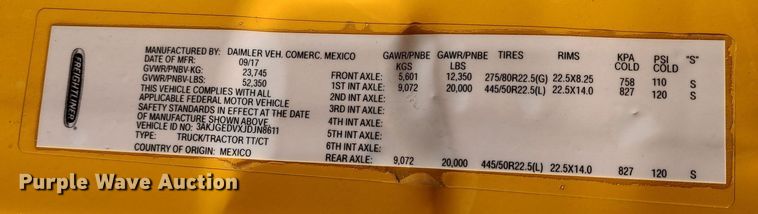 FREIGHTLINER
MANUFACTURED BY: DAIMLER VEH. COMERC. MEXICO
DATE OF MFR: 09/17
GVWR/PNBV-KG: 23,745
GVWR/PNBV-LBS: 52,350
THIS VEHICLE COMPLIES WITH ALL
APPLICABLE FEDERAL MOTOR VEHICLE
SAFETY STANDARDS IN EFFECT AT THE DATE
OF MANUFACTURE SHOWN ABOVE.
VEHICLE ID NO: 3AKJGEDVXJDJN8611
TYPE: TRUCK/TRACTOR TT/CT
COUNTRY OF ORIGIN: MEXICO
GAWR/PNBE GAWR/PNBE TIRES RIMS KPA PSI "S"
KGS LBS COLD COLD
FRONT AXLE: 5,601 12,350 275/80R22.5(G) 22.5X8.25 758 110 S
1ST INT AXLE: 9,072 20,000 445/50R22.5(L) 22.5X14.0 827 120 S
2ND INT AXLE:
3RD INT AXLE:
4TH INT AXLE:
5TH INT AXLE:
6TH INT AXLE:
REAR AXLE: 9,072 20,000 445/50R22.5(L) 22.5X14.0 827 120 S
Purple Wave Auction